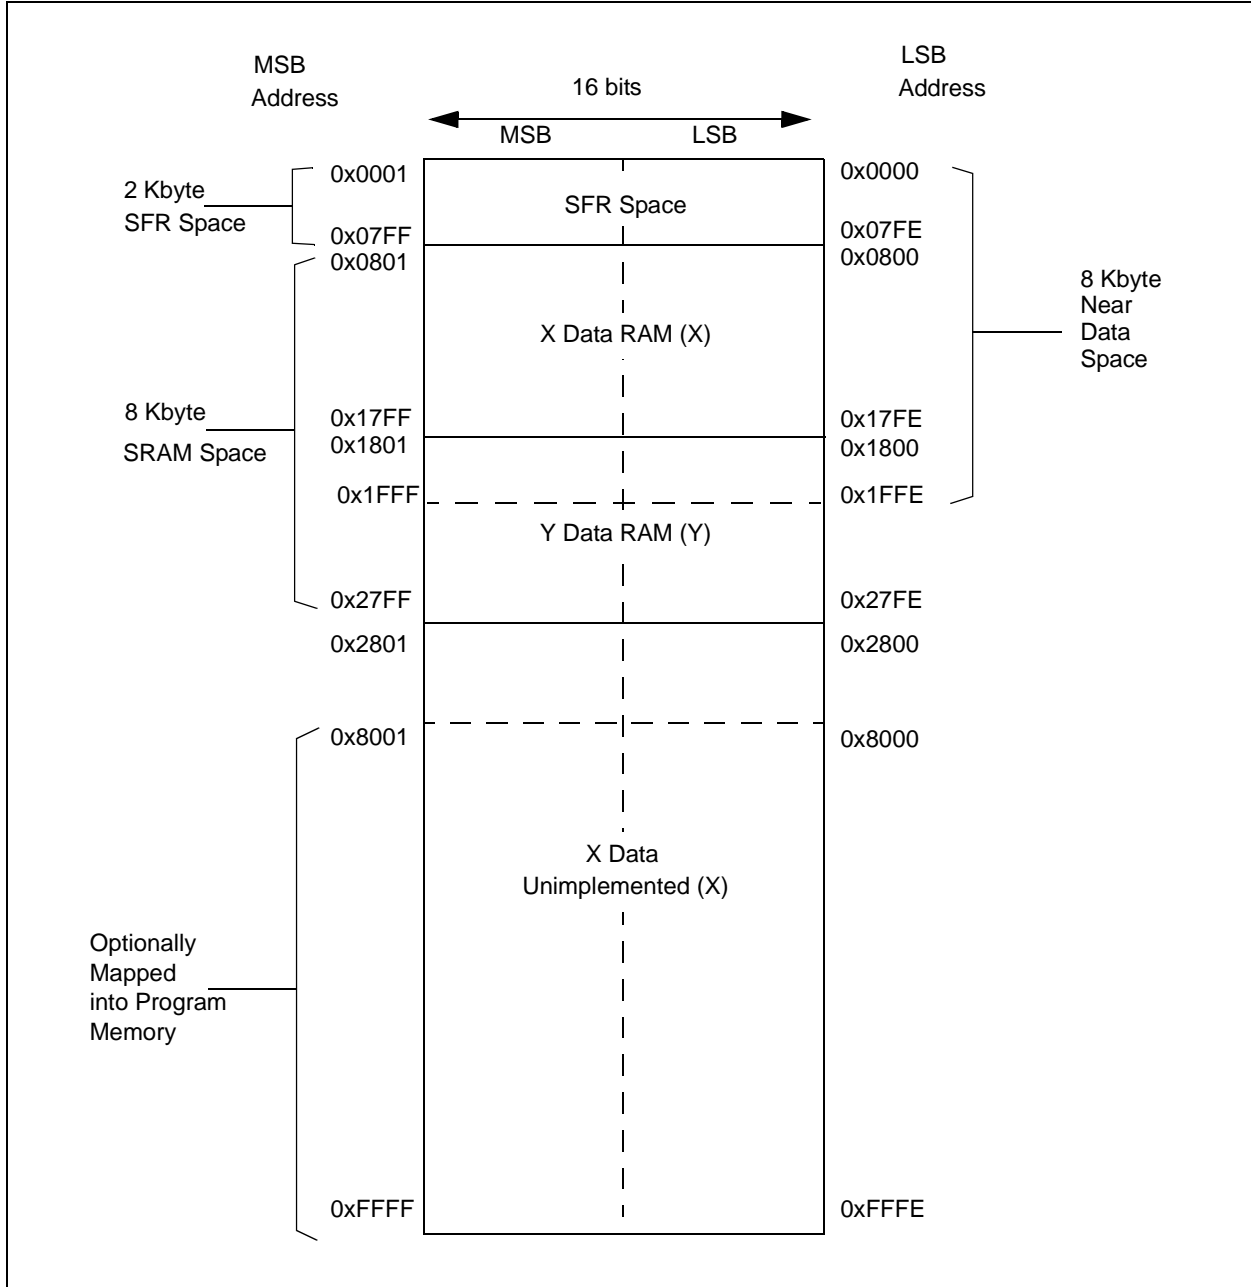 MSB
Address
LSB
Address
16 bits
MSB
LSB
0x0001
0x0000
2 Kbyte
SFR Space
SFR Space
0x07FF
0x07FE
0x0801
0x0800
8 Kbyte
Near
Data
Space
X Data RAM (X)
8 Kbyte
SRAM Space
0x17FF
0x17FE
0x1801
0x1800
0x1FFF
0x1FFE
Y Data RAM (Y)
0x27FF
0x27FE
0x2801
0x2800
0x8001
0x8000
X Data
Unimplemented (X)
Optionally
Mapped
into Program
Memory
0xFFFF
0xFFFE